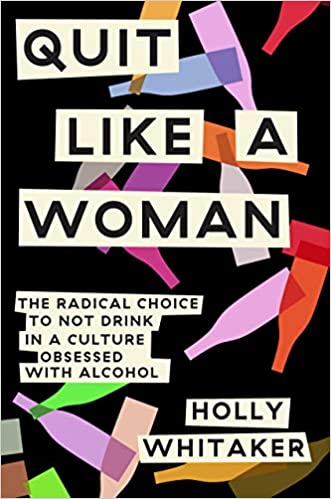 QUIT
LIKE A
WOMAN
THE RADICAL CHOICE
TO NOT DRINK
IN A CULTURE
OBSESSED
WITH ALCOHOL
HOLLY
WHITAKER